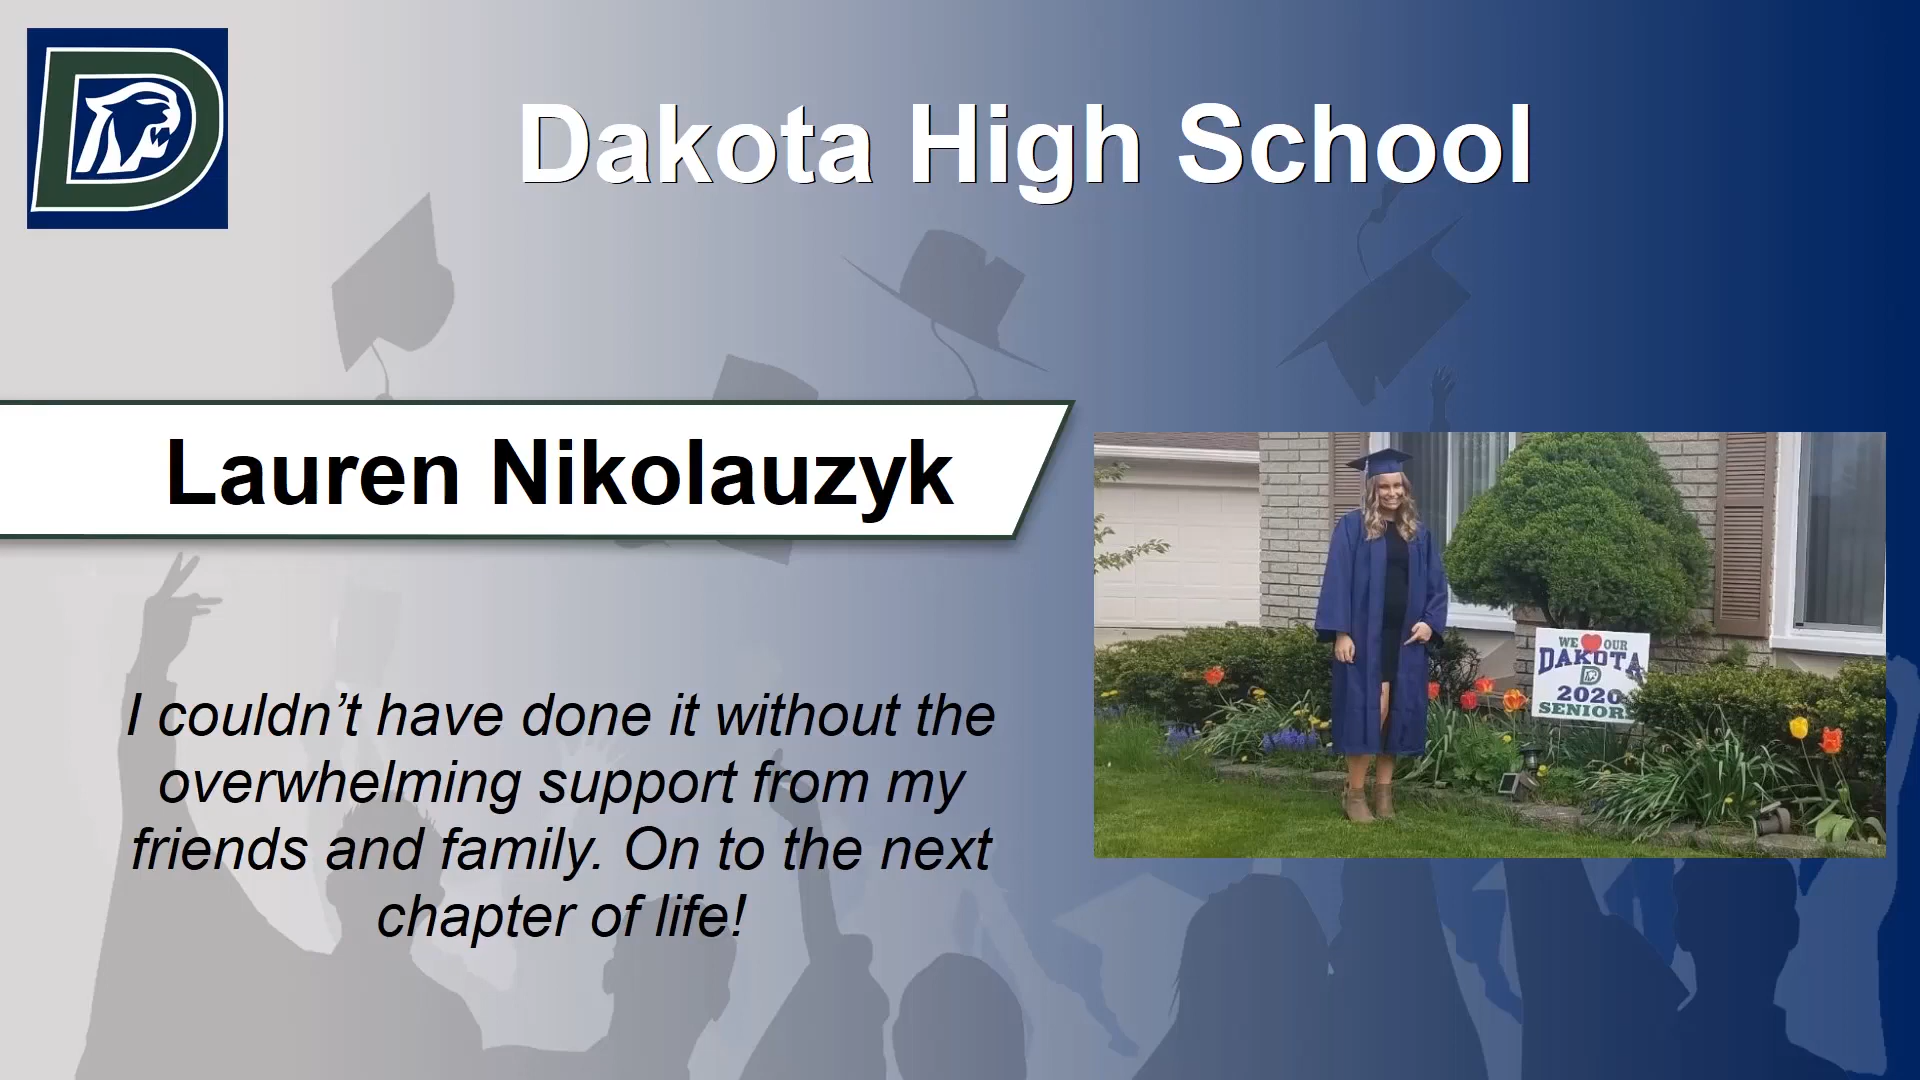 Dakota High School
Lauren Nikolauzyk
I couldn’t have done it without the
overwhelming support from my
friends and family. On to the next
chapter of life!
WE OUR
DAKOTA
D
2020
SENIOR